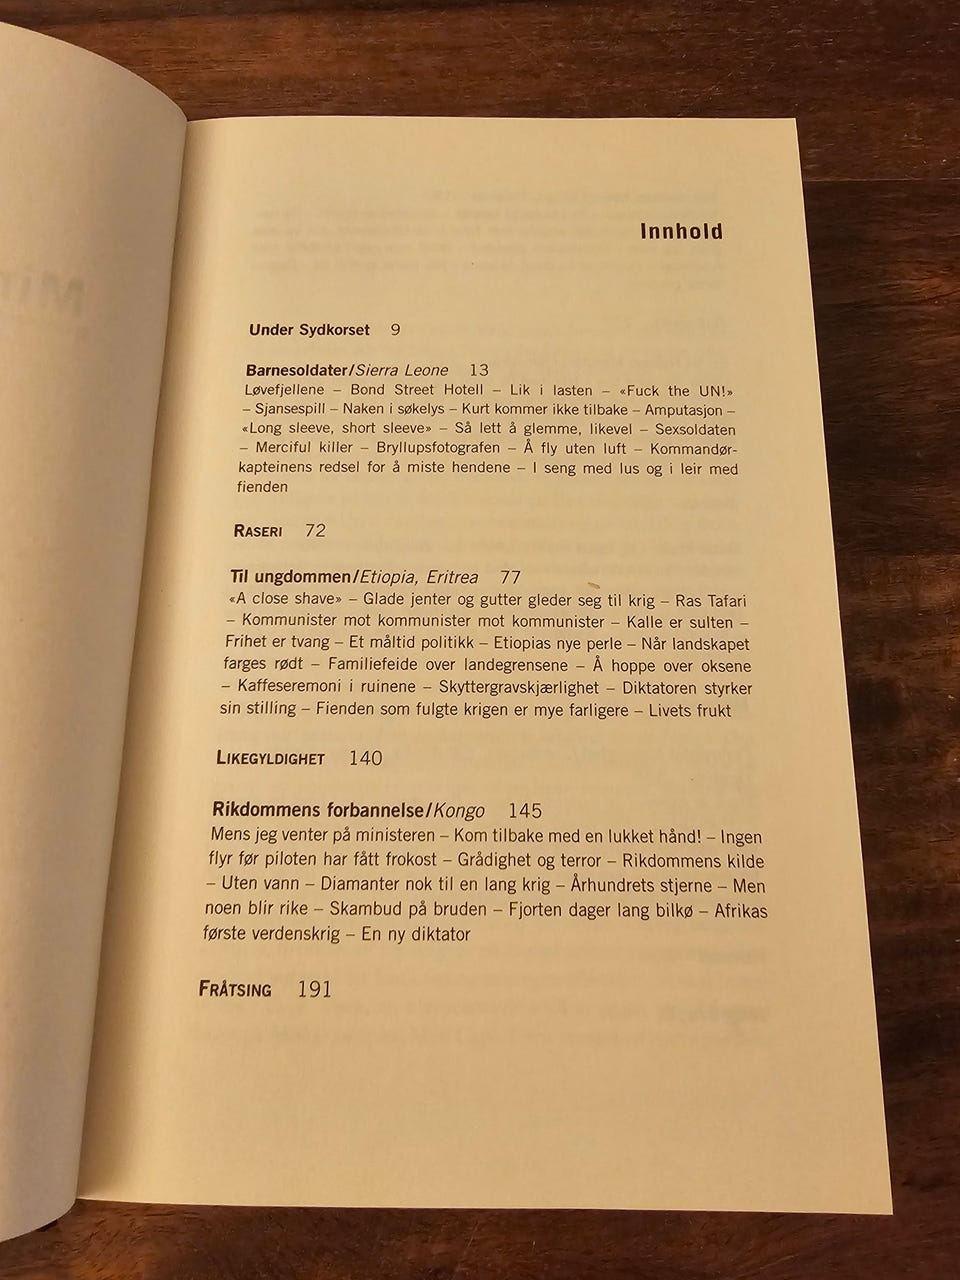 Innhold
Under Sydkorset 9
Barnesoldater/Sierra Leone 13
Løvefjellene – Bond Street Hotell – Lik i lasten – «Fuck the UN!»
– Sjansespill – Naken i søkelys – Kurt kommer ikke tilbake – Amputasjon –
«Long sleeve, short sleeve» – Så lett å glemme, likevel – Sexsoldaten
– Merciful killer – Bryllupsfotografen – Å fly uten luft – Kommandør-
kapteinens redsel for å miste hendene – I seng med lus og i leir med
fienden
RASERI 72
Til ungdommen/Etiopia, Eritrea 77
«A close shave» – Glade jenter og gutter gleder seg til krig – Ras Tafari
– Kommunister mot kommunister mot kommunister – Kalle er sulten –
Frihet er tvang – Et måltid politikk – Etiopias nye perle – Når landskapet
farges rødt – Familiefeide over landegrensene – Å hoppe over oksene
– Kaffeseremoni i ruinene – Skyttergravskjærlighet – Diktatoren styrker
sin stilling – Fienden som fulgte krigen er mye farligere – Livets frukt
LIKEGYLDIGHET 140
Rikdommens forbannelse/Kongo 145
Mens jeg venter på ministeren – Kom tilbake med en lukket hånd! – Ingen
flyr før piloten har fått frokost – Grådighet og terror – Rikdommens kilde
– Uten vann – Diamanter nok til en lang krig – Århundrets stjerne – Men
noen blir rike – Skambud på bruden – Fjorten dager lang bilkø – Afrikas
første verdenskrig – En ny diktator
FRÅTSING 191